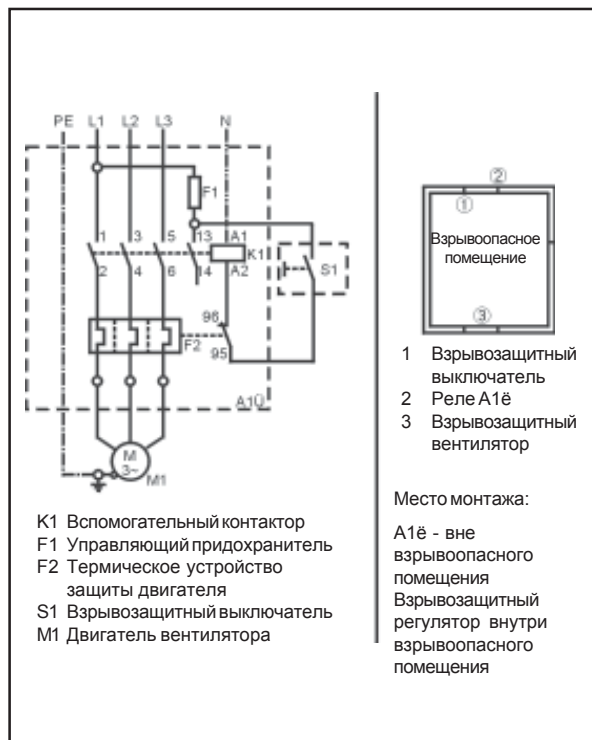 PE L1 L2 L3 N
F1
1 3 5 13 A1
K1
2 4 6 14 A2
S1
96
F2
95
A1Ü
M
3~
M1
K1 Вспомогательный контактор
F1 Управляющий придохранитель
F2 Термическое устройство
защиты двигателя
S1 Взрывозащитный выключатель
M1 Двигатель вентилятора
2
1
Взрывоопасное
помещение
3
1 Взрывозащитный
выключатель
2 Реле А1ё
3 Взрывозащитный
вентилятор
Место монтажа:
А1ё - вне
взрывоопасного
помещения
Взрывозащитный
регулятор внутри
взрывоопасного
помещения